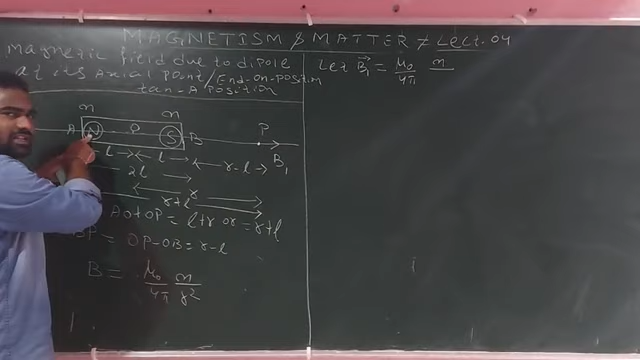 MAGNETISM & MATTER Lect-04
magnetic field due to dipole
at its Axial point/End-on-position
tan-A position
Let B₁ = μ₀/4π m
m m
A N O S B P
B₁
l l r-l
2l
r
r+l
AO+OP = l+r or = r+l
BP = OP-OB = r-l
B = μ₀/4π m/r²